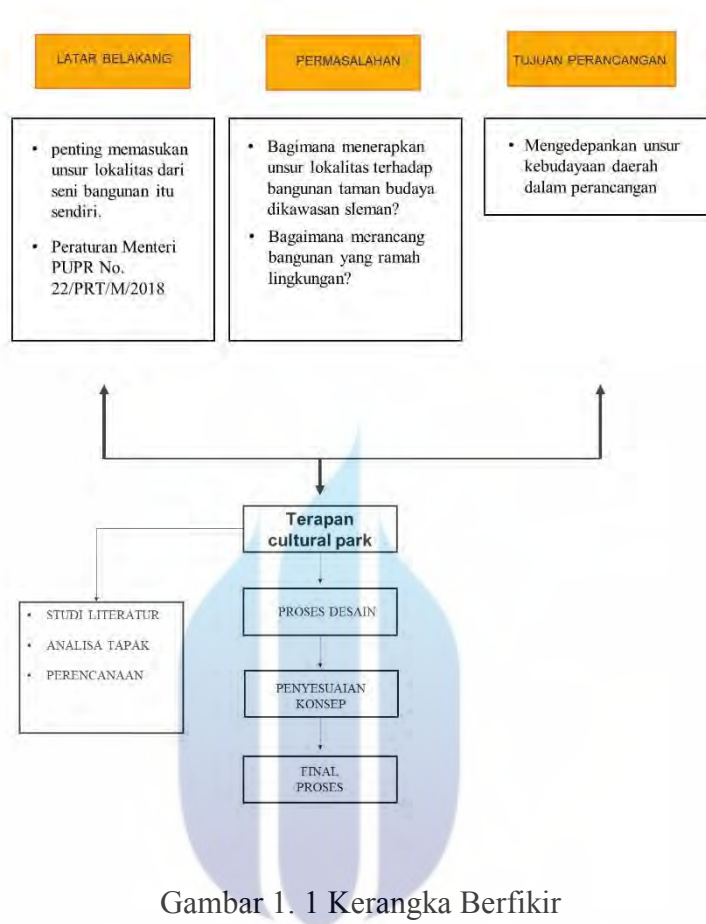 LATAR BELAKANG
PERMASALAHAN
TUJUAN PERANCANGAN
• penting memasukan
unsur lokalitas dari
seni bangunan itu
sendiri.
• Peraturan Menteri
PUPR No.
22/PRT/M/2018
• Bagimana menerapkan
unsur lokalitas terhadap
bangunan taman budaya
dikawasan sleman?
• Bagaimana merancang
bangunan yang ramah
lingkungan?
• Mengedepankan unsur
kebudayaan daerah
dalam perancangan
Terapan
cultural park
• STUDI LITERATUR
• ANALISA TAPAK
• PERENCANAAN
PROSES DESAIN
PENYESUAIAN
KONSEP
FINAL
PROSES
Gambar 1. 1 Kerangka Berfikir